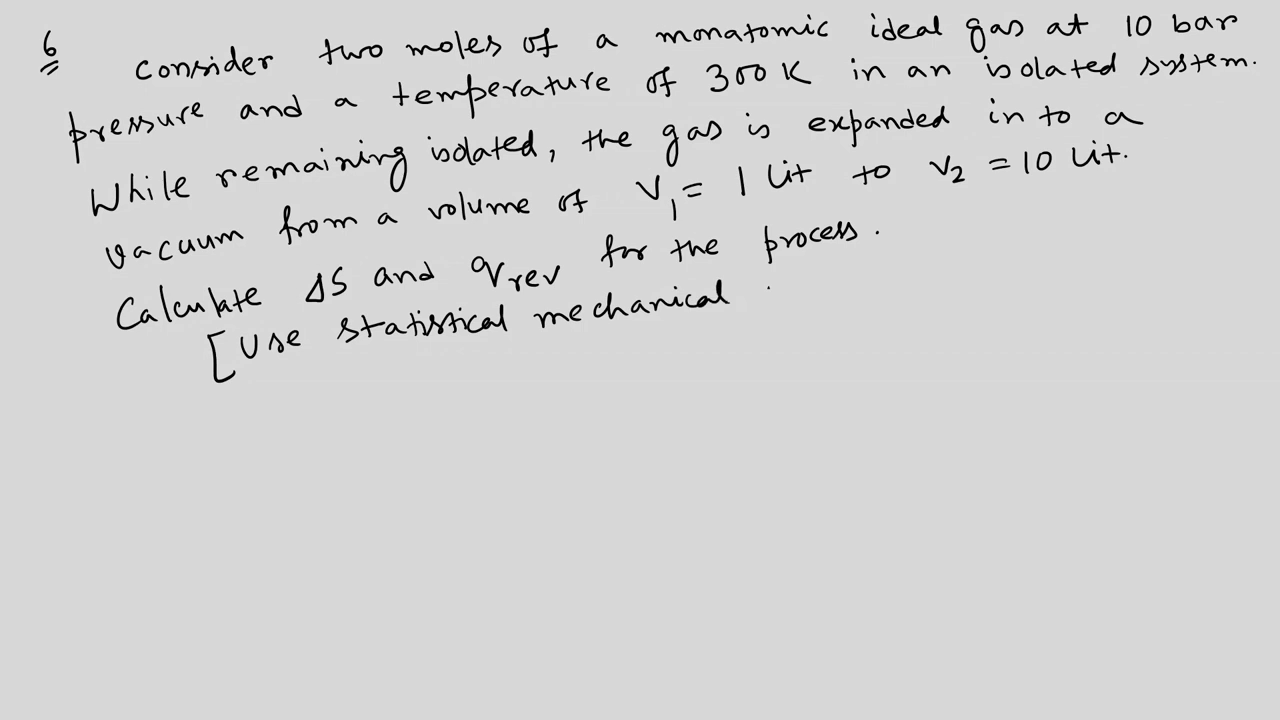 6 Consider two moles of a monatomic ideal gas at 10 bar
pressure and a temperature of 300 K in an isolated system.
While remaining isolated, the gas is expanded in to a
vacuum from a volume of V₁ = 1 Lit to V₂ = 10 Lit.
Calculate ΔS and qrev for the process.
[Use statistical mechanical